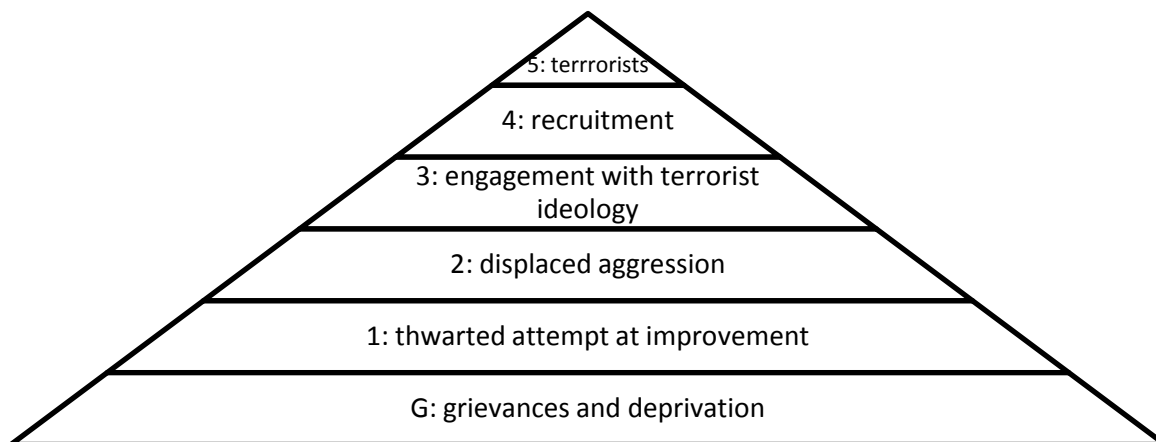 5: terrrorists
4: recruitment
3: engagement with terrorist
ideology
2: displaced aggression
1: thwarted attempt at improvement
G: grievances and deprivation